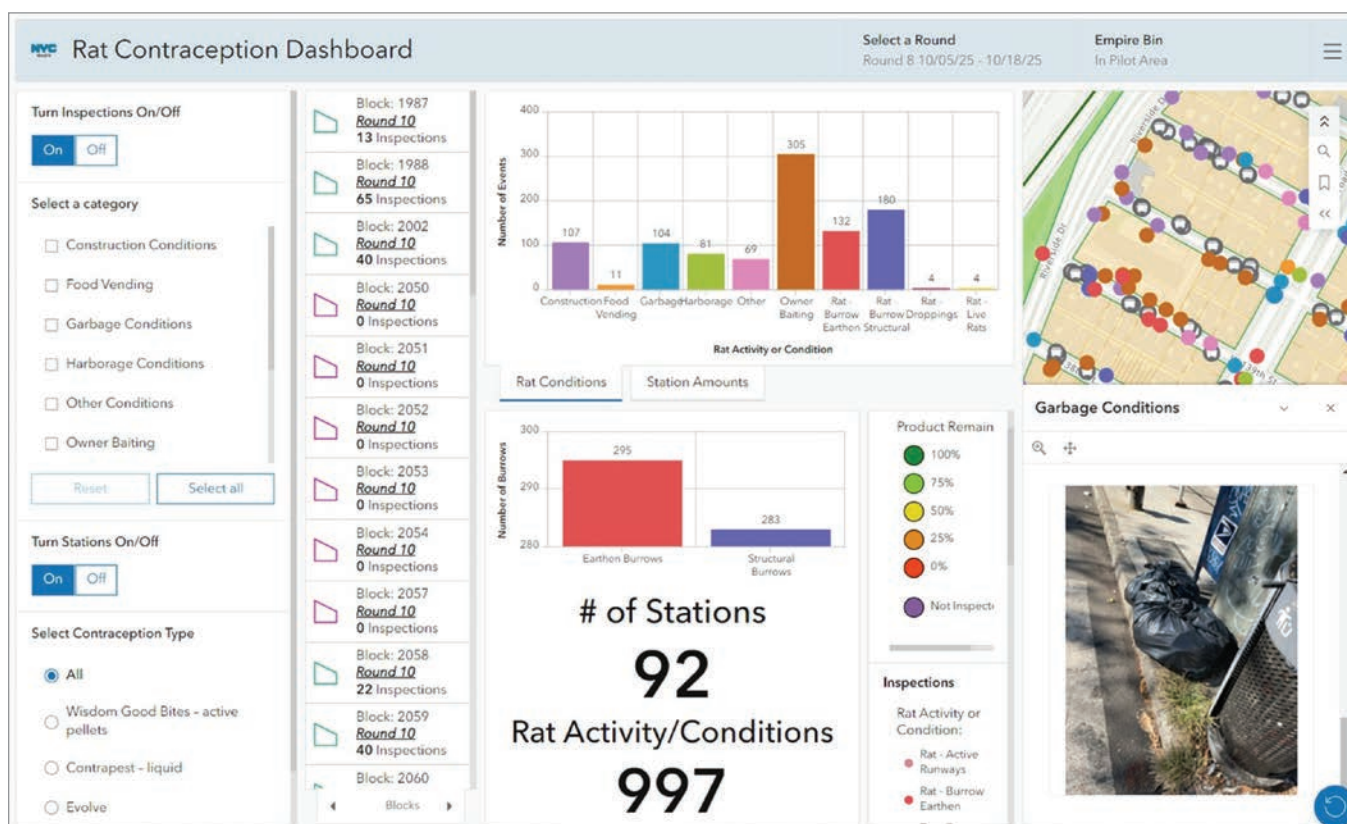 NYC
Rat Contraception Dashboard
Select a Round
Round 8 10/05/25 - 10/18/25
Empire Bin
In Pilot Area
Turn Inspections On/Off
On
Off
Select a category
Construction Conditions
Food Vending
Garbage Conditions
Harborage Conditions
Other Conditions
Owner Baiting
Reset
Select all
Turn Stations On/Off
On
Off
Select Contraception Type
All
Wisdom Good Bites - active
pellets
Contrapest - liquid
Evolve
Block: 1987
Round 10
13 Inspections
Block: 1988
Round 10
65 Inspections
Block: 2002
Round 10
40 Inspections
Block: 2050
Round 10
0 Inspections
Block: 2051
Round 10
0 Inspections
Block: 2052
Round 10
0 Inspections
Block: 2053
Round 10
0 Inspections
Block: 2054
Round 10
0 Inspections
Block: 2057
Round 10
0 Inspections
Block: 2058
Round 10
22 Inspections
Block: 2059
Round 10
40 Inspections
Block: 2060
Blocks
Number of Events
400
300
200
100
0
107
11
104
81
69
305
132
180
4
4
Construction
Food
Vending
Garbage
Harborage
Other
Owner
Baiting
Rat -
Burrow
Earthen
Rat -
Burrow
Structural
Rat -
Droppings
Rat -
Live
Rats
Rat Activity or Condition
Rat Conditions
Station Amounts
Number of Burrows
300
290
280
295
283
Earthen Burrows
Structural
Burrows
# of Stations
92
Rat Activity/Conditions
997
Product Remain
100%
75%
50%
25%
0%
Not Inspecti
Inspections
Rat Activity or
Condition:
Rat - Active
Runways
Rat - Burrow
Earthen
Riverside Dr
Riverside Dr
139th St
Garbage Conditions